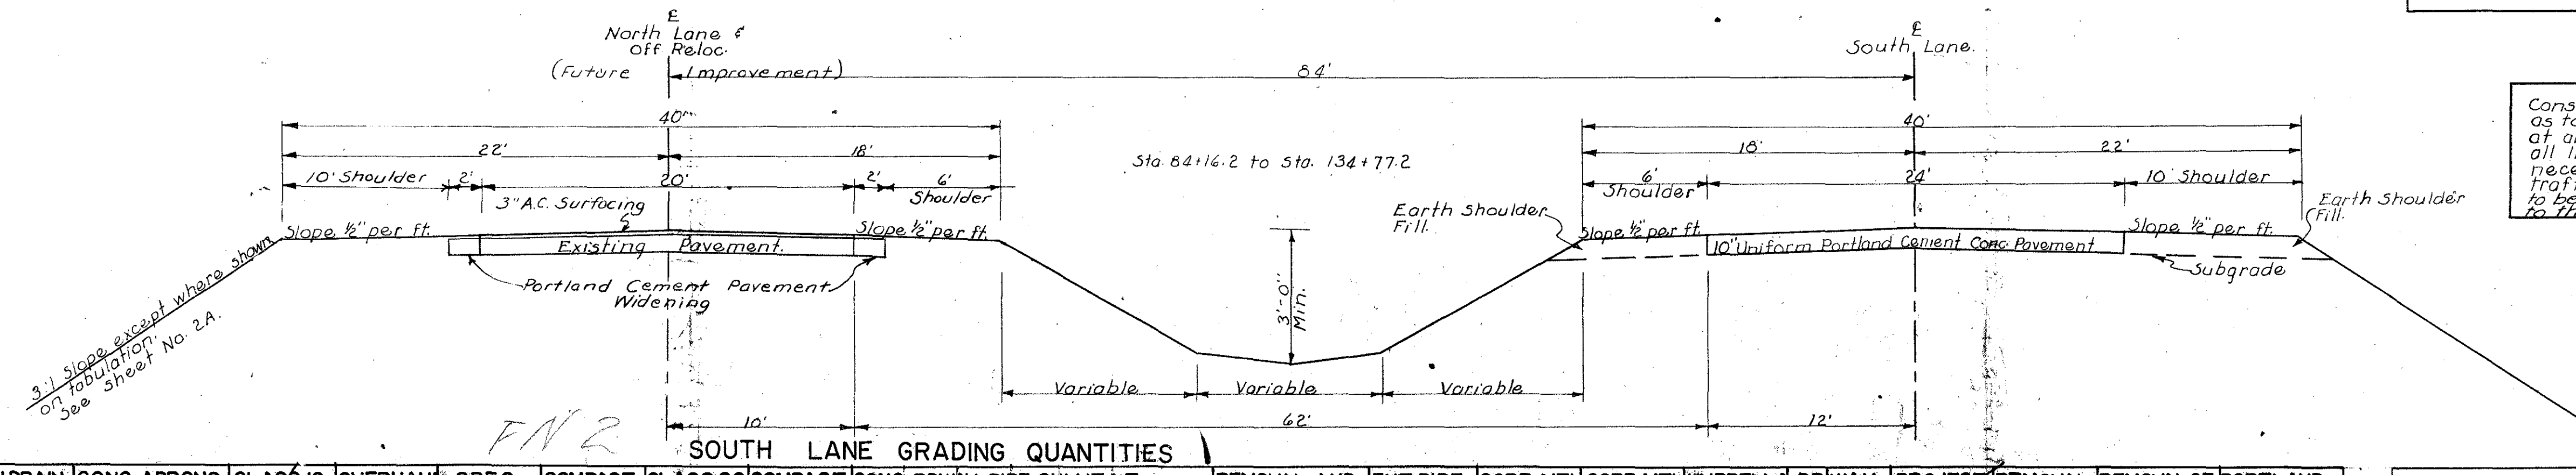 ℄
North Lane &
Off Reloc.
(Future Improvement)
84'
℄
South Lane.
40'
22'
18'
10' Shoulder
2'
20'
2'
6'
Shoulder
3" A.C. Surfacing
Slope ½" per ft.
Slope ½" per ft.
Existing Pavement.
Portland Cement Pavement
Widening
3:1 Slope except where shown
on tabulation.
See Sheet No. 2A.
Sta. 84+16.2 to Sta. 134+77.2
3'-0"
Min.
40'
18'
22'
6'
Shoulder
24'
10' Shoulder
Earth Shoulder
Fill.
Earth Shoulder
Fill.
Slope ½" per ft.
Slope ½" per ft.
10" Uniform Portland Cement Conc. Pavement
Subgrade
Variable
Variable
Variable
10'
62'
12'
FN 2
SOUTH LANE GRADING QUANTITIES
Cons
as to
at a
all
nece
traf
to be
to th